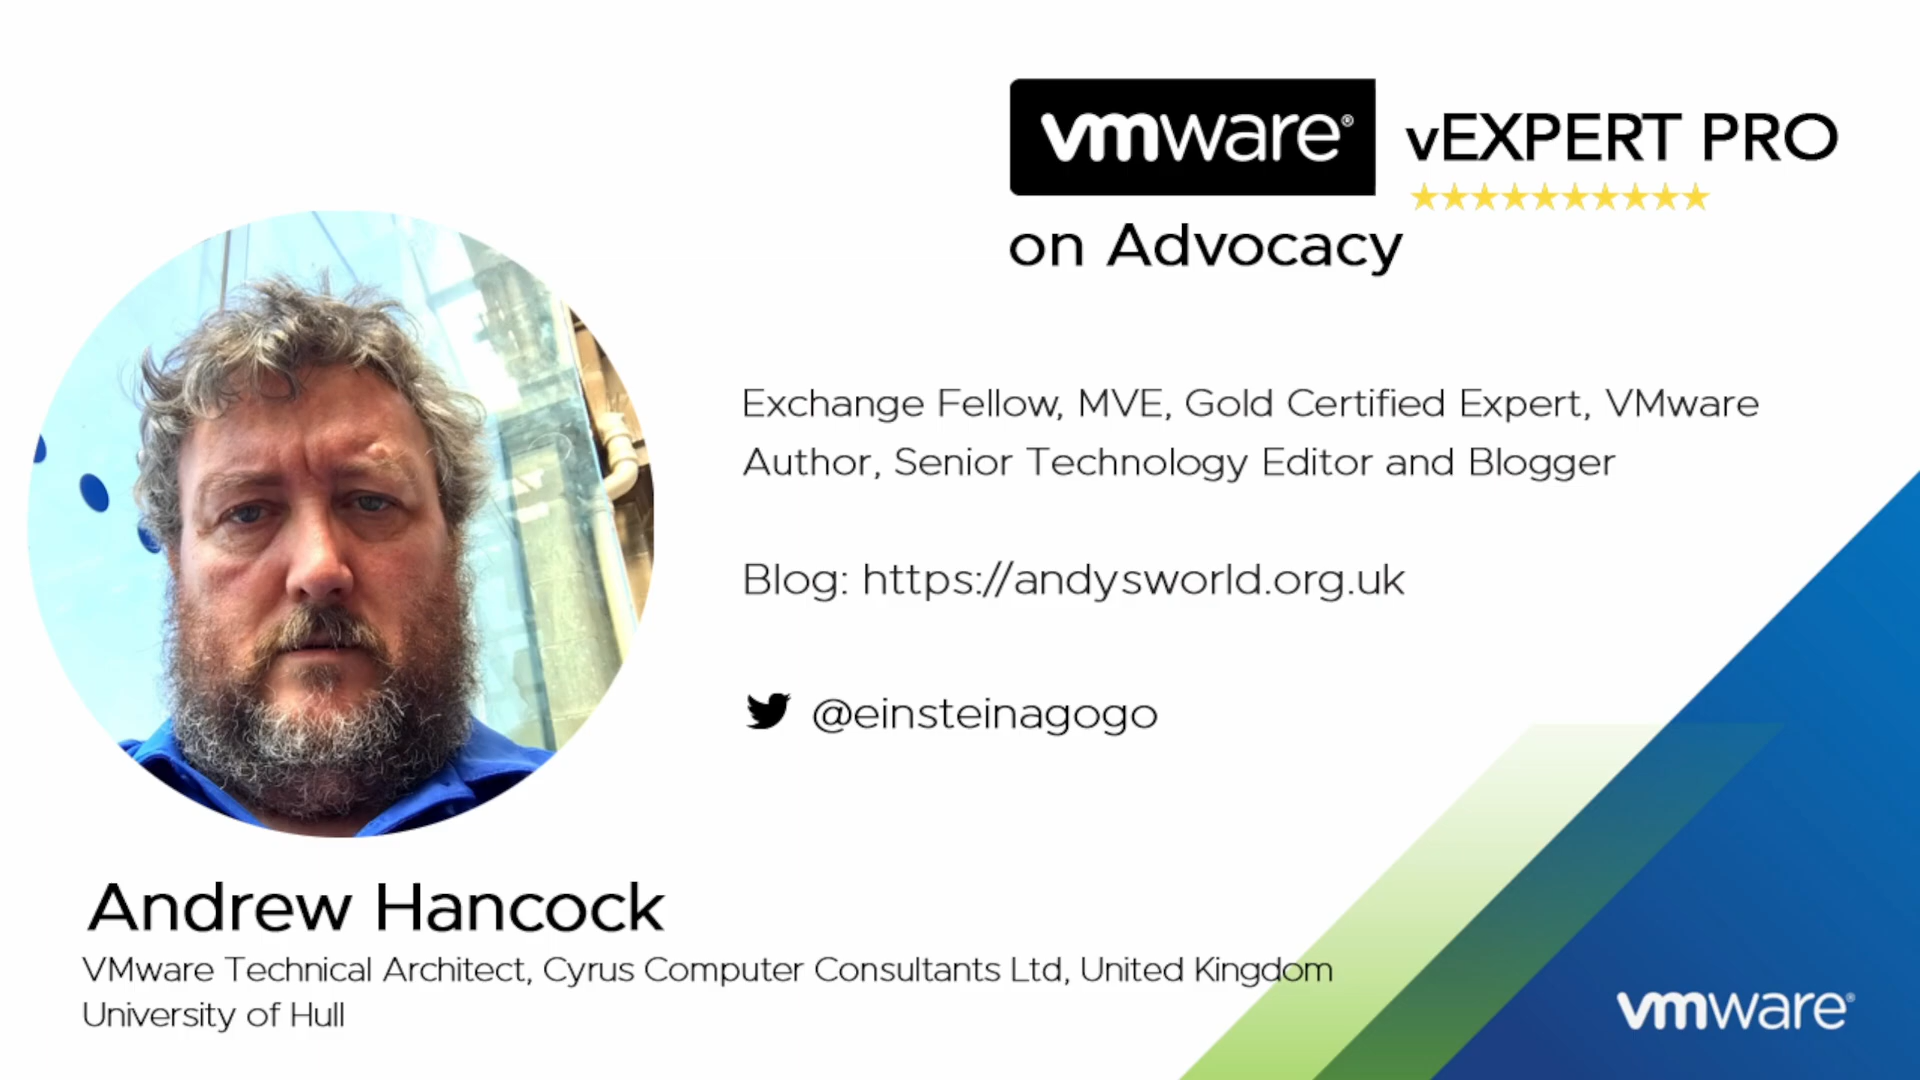 vmware® vEXPERT PRO
on Advocacy
Exchange Fellow, MVE, Gold Certified Expert, VMware
Author, Senior Technology Editor and Blogger
Blog: https://andysworld.org.uk
@einsteinagogo
Andrew Hancock
VMware Technical Architect, Cyrus Computer Consultants Ltd, United Kingdom
University of Hull
vmware®